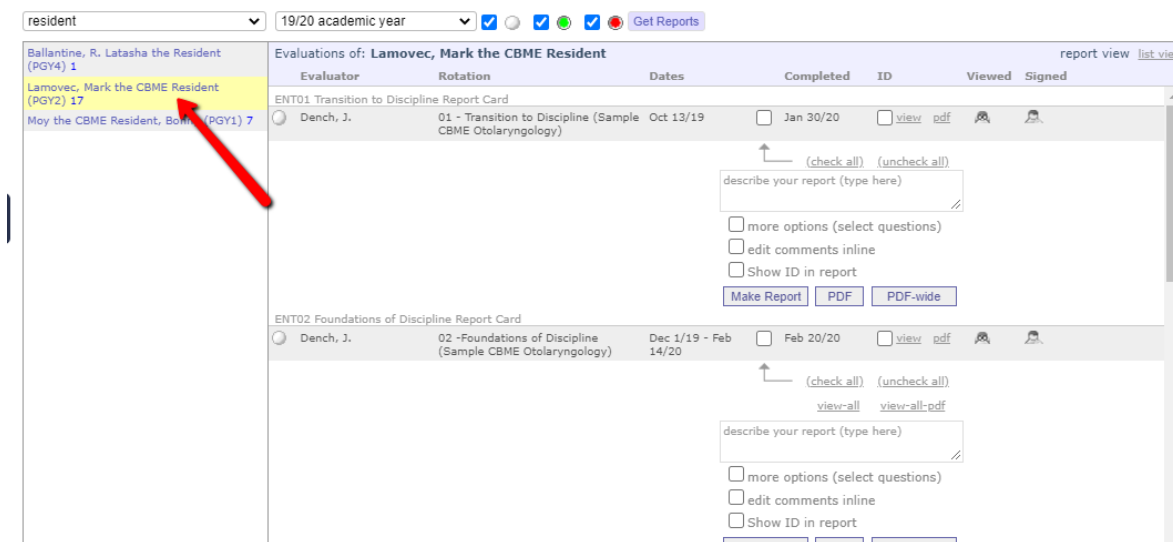 resident 19/20 academic year Get Reports
Ballantine, R. Latasha the Resident
(PGY4) 1
Lamovec, Mark the CBME Resident
(PGY2) 17
Moy the CBME Resident, (PGY1) 7
Evaluations of: Lamovec, Mark the CBME Resident report view list vie
Evaluator Rotation Dates Completed ID Viewed Signed
ENT01 Transition to Discipline Report Card
Dench, J. 01 - Transition to Discipline (Sample Oct 13/19 Jan 30/20 view pdf
CBME Otolaryngology)
(check all) (uncheck all)
describe your report (type here)
more options (select questions)
edit comments inline
Show ID in report
Make Report PDF PDF-wide
ENT02 Foundations of Discipline Report Card
Dench, J. 02 -Foundations of Discipline Dec 1/19 - Feb Feb 20/20 view pdf
(Sample CBME Otolaryngology) 14/20
(check all) (uncheck all)
view-all view-all-pdf
describe your report (type here)
more options (select questions)
edit comments inline
Show ID in report